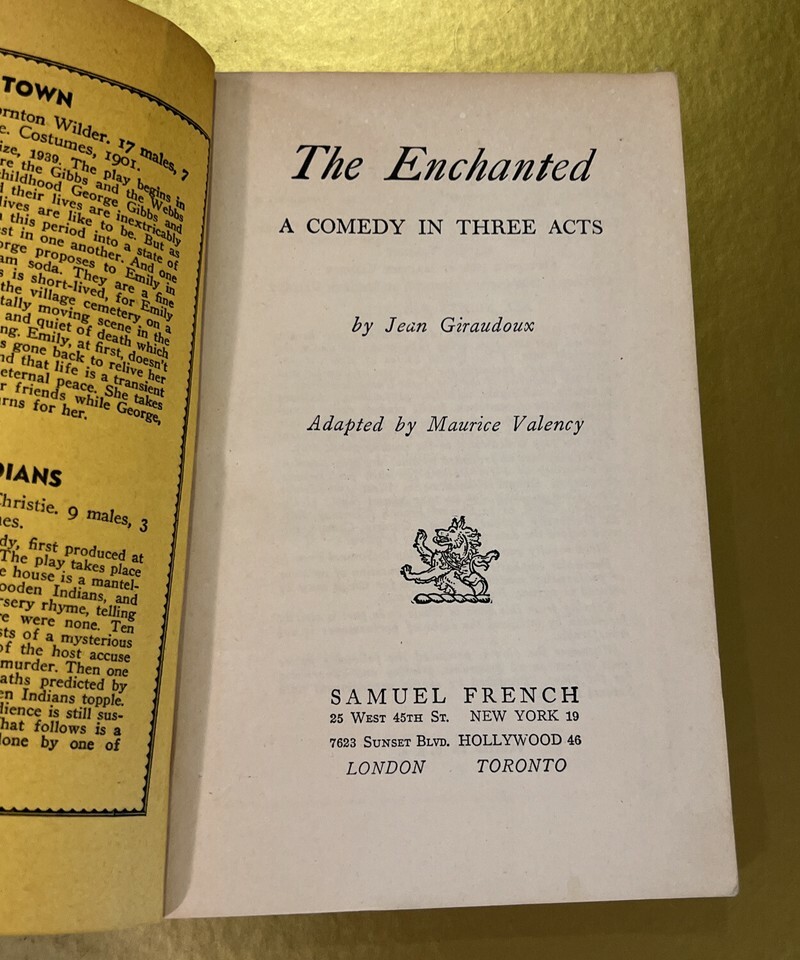 TOWN
Thornton Wilder. 17 males, 7
Costumes, 1901.
1939. The play begins in
the Gibbs and the Webbs
childhood George Gibbs and
their lives are inextricably
lives are like to be. But as
this period into a state of
in one another. And one
proposes to Emily in
soda. They are a fine
is short-lived, for Emily
the village cemetery on a
moving scene in the
and quiet of death which
Emily, at first, doesn't
gone back to relive her
that life is a transient
eternal peace. She takes
friends while George,
for her.
DIANS
Christie. 9 males, 3
first produced at
The play takes place
house is a mantel-
Indians, and
rhyme, telling
were none. Ten
of a mysterious
of the host accuse
murder. Then one
predicted by
Indians topple.
is still sus-
What follows is a
done by one of
The Enchanted
A COMEDY IN THREE ACTS
by Jean Giraudoux
Adapted by Maurice Valency
SAMUEL FRENCH
25 WEST 45TH ST. NEW YORK 19
7623 SUNSET BLVD. HOLLYWOOD 46
LONDON TORONTO